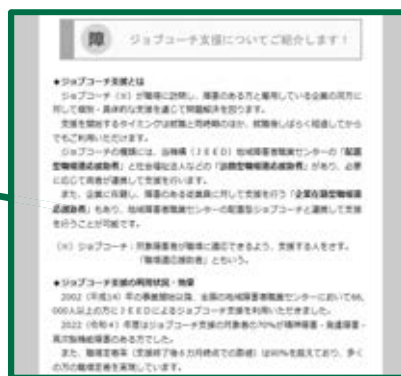 障 ジョブコーチ支援についてご紹介します！
◆ジョブコーチ支援とは
ジョブコーチ（※）が職場に訪問し、障害のある方と雇用している企業の双方に
対して個別・具体的な支援を通じて問題解決を図ります。
支援を開始するタイミングは就職と同時期のほか、就職後しばらく経過してから
でもご利用いただけます。
ジョブコーチの種類には、当機構（ＪＥＥＤ）地域障害者職業センターの「配置
型職場適応援助者」と社会福祉法人などの「訪問型職場適応援助者」があり、必要
に応じて両者が連携して支援を行います。
また、企業に在籍し、障害のある従業員に対して支援を行う「企業在籍型職場適
応援助者」もあり、地域障害者職業センターの配置型ジョブコーチと連携して支援
を行うことが可能です。
（※）ジョブコーチ：対象障害者が職場に適応できるよう、支援する人をさす。
「職場適応援助者」ともいう。
◆ジョブコーチ支援の利用状況・効果
2002（平成14）年の事業開始以降、全国の地域障害者職業センターにおいて66,
000人以上の方にＪＥＥＤによるジョブコーチ支援をご利用いただきました。
2022（令和4）年度はジョブコーチ支援の対象者の70%が精神障害・発達障害・
高次脳機能障害のある方でした。
また、職場定着率（支援終了後6カ月時点での数値）は90%を超えており、多く
の方の職場定着を実現しています。